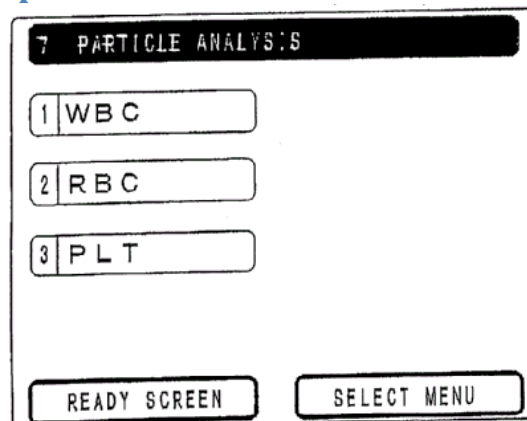 7 PARTICLE ANALYSIS
1 WBC
2 RBC
3 PLT
READY SCREEN SELECT MENU